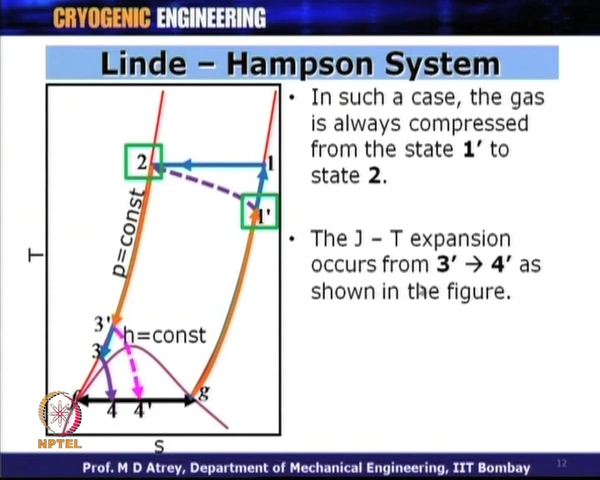 CRYOGENIC ENGINEERING
Linde – Hampson System
• In such a case, the gas
is always compressed
from the state 1' to
state 2.
• The J – T expansion
occurs from 3' → 4' as
shown in the figure.
2
1
1'
p=const
T
3'
h=const
3
f
g
4
4'
s
NPTEL
Prof. M D Atrey, Department of Mechanical Engineering, IIT Bombay
12